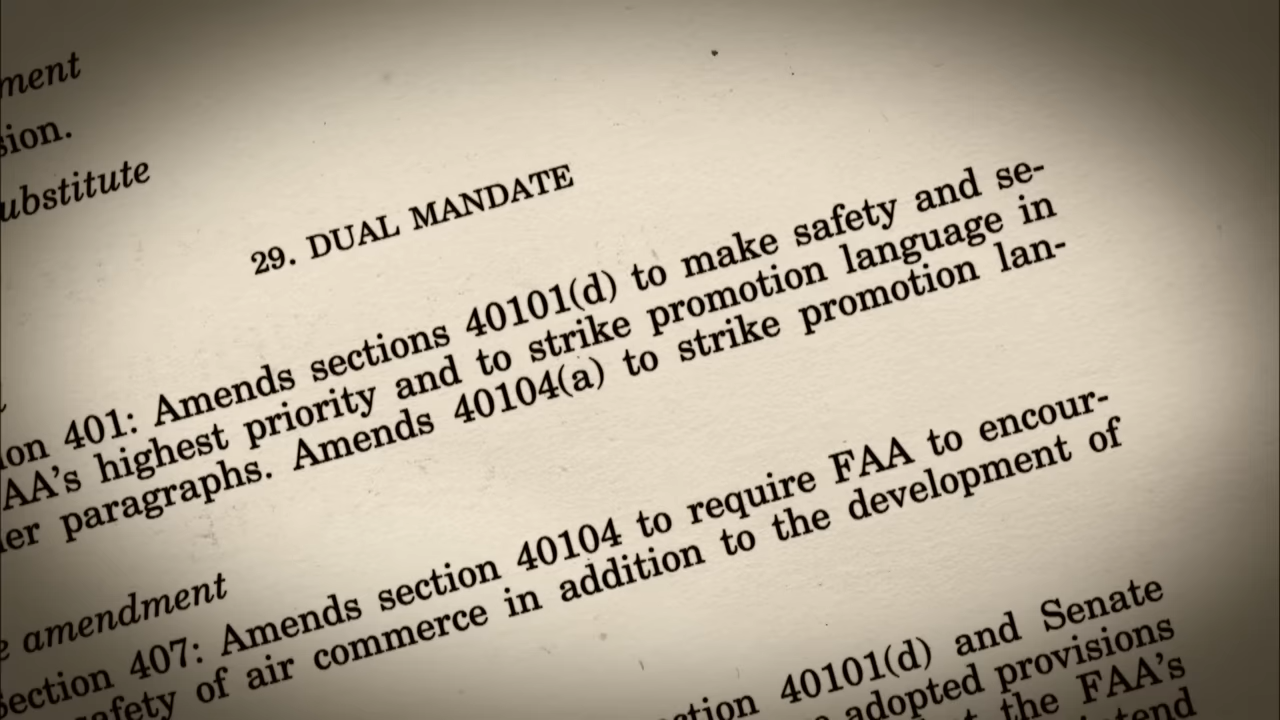 ment
sion.
ubstitute
29. DUAL MANDATE
on 401: Amends sections 40101(d) to make safety and se-
AA's highest priority and to strike promotion language in
er paragraphs. Amends 40104(a) to strike promotion lan-
amendment
Section 407: Amends section 40104 to require FAA to encour-
safety of air commerce in addition to the development of
ction 40101(d) and Senate
adopted provisions
the FAA's
ntend